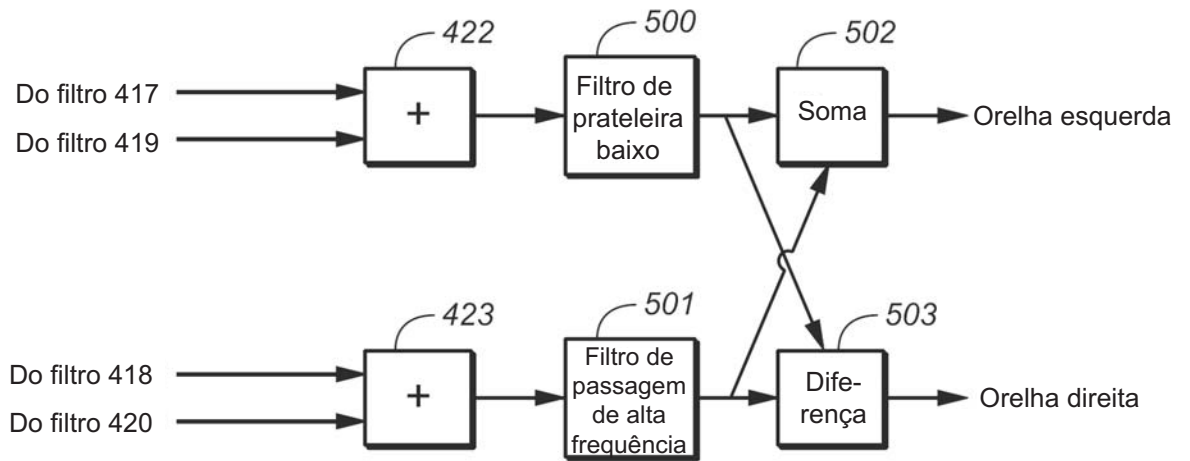 422
500
502
Do filtro 417
Do filtro 419
+
Filtro de
prateleira
baixo
Soma
Orelha esquerda
423
501
503
Do filtro 418
Do filtro 420
+
Filtro de
passagem
de alta
frequência
Dife-
rença
Orelha direita